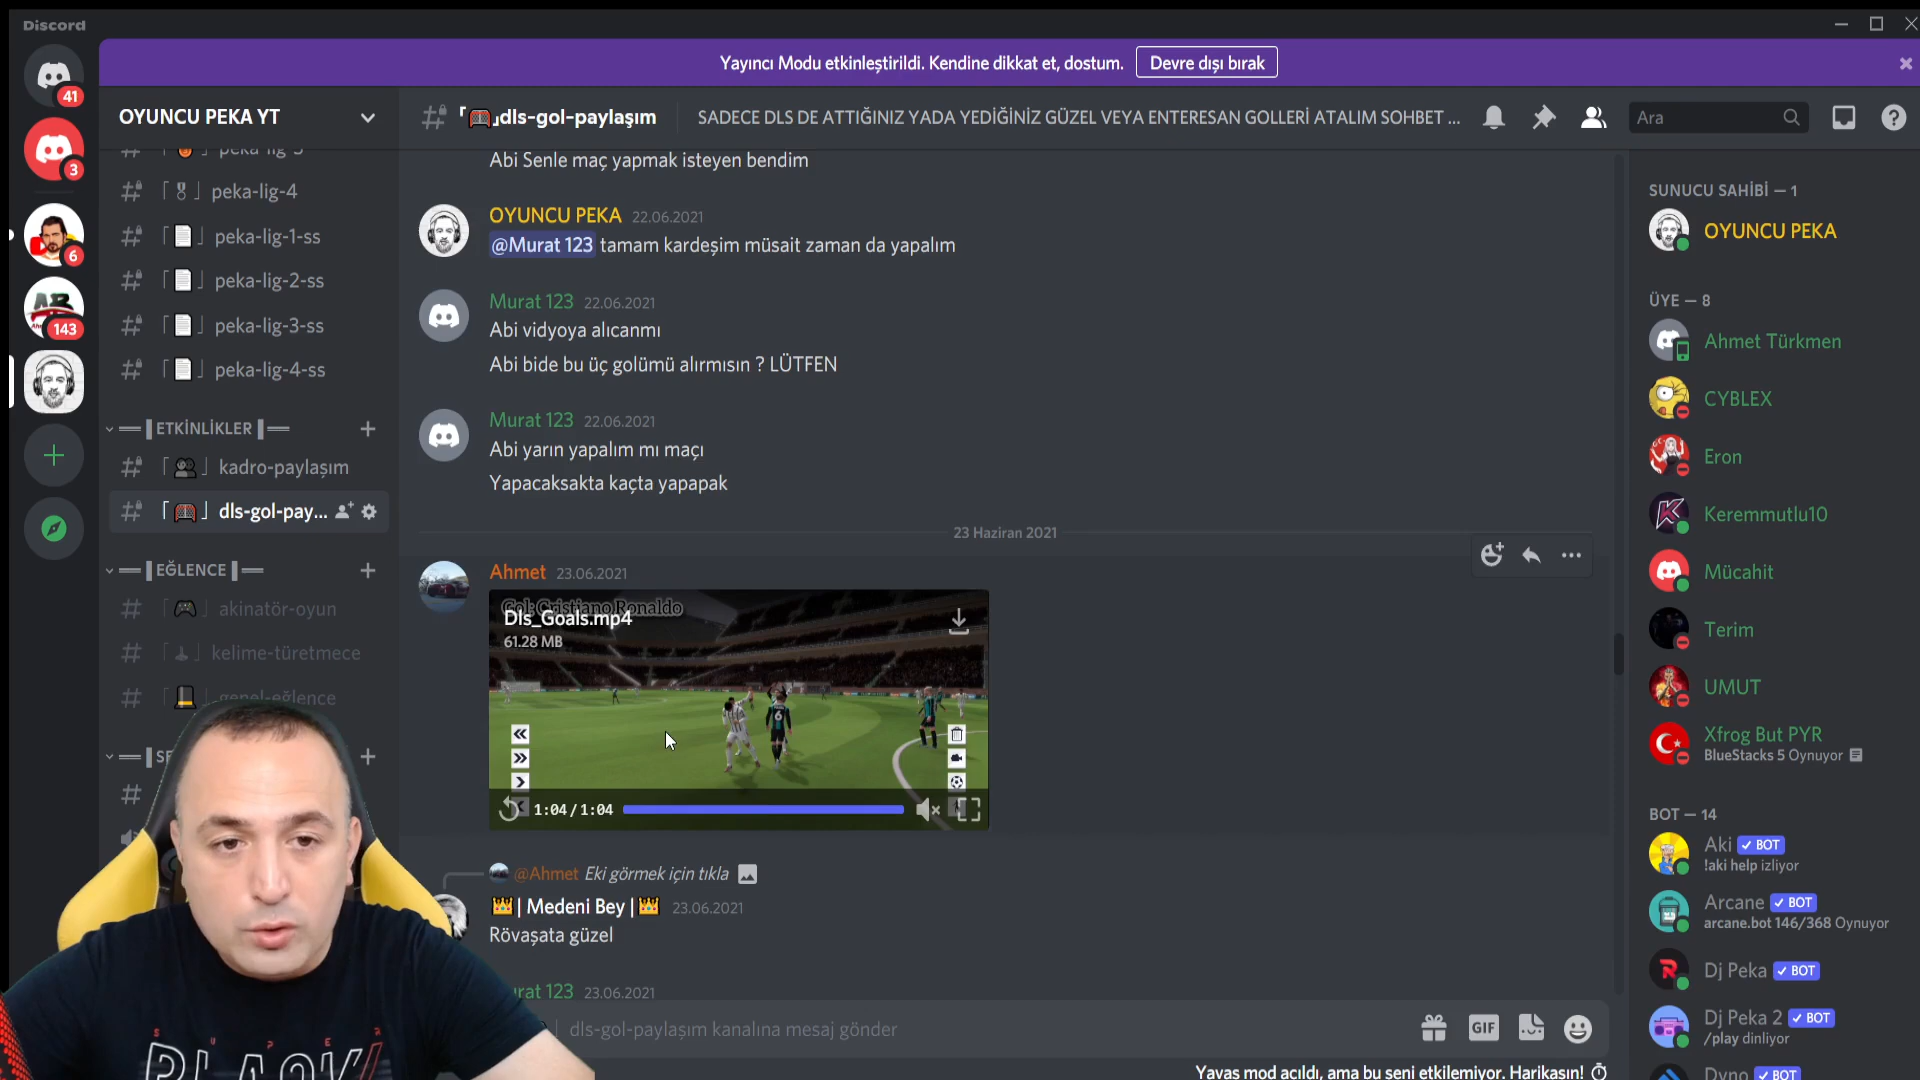 Discord
Yayıncı Modu etkinleştirildi. Kendine dikkat et, dostum. Devre dışı bırak
41
3
6
AB
143
OYUNCU PEKA YT
peka-lig-3
peka-lig-4
peka-lig-1-ss
peka-lig-2-ss
peka-lig-3-ss
peka-lig-4-ss
ETKİNLİKLER
kadro-paylaşım
dls-gol-pay...
EĞLENCE
akinatör-oyun
kelime-türetmece
genel-eğlence
dls-gol-paylaşım
SADECE DLS DE ATTIĞINIZ YADA YEDİĞİNİZ GÜZEL VEYA ENTERESAN GOLLERİ ATALIM SOHBET ...
Ara
Abi Senle maç yapmak isteyen bendim
OYUNCU PEKA 22.06.2021
@Murat 123 tamam kardeşim müsait zaman da yapalım
Murat 123 22.06.2021
Abi vidyoya alıcanmı
Abi bide bu üç golümü alırmısın ? LÜTFEN
Murat 123 22.06.2021
Abi yarın yapalım mı maçı
Yapacaksakta kaçta yapapak
23 Haziran 2021
Ahmet 23.06.2021
Gol: Cristiano Ronaldo
Dls_Goals.mp4
61.28 MB
6
1:04 / 1:04
@Ahmet Eki görmek için tıkla
| Medeni Bey | 23.06.2021
Rövaşata güzel
23.06.2021
dls-gol-paylaşım kanalına mesaj gönder
GIF
Yavaş mod açıldı, ama bu seni etkilemiyor. Harikasın!
SUNUCU SAHİBİ — 1
OYUNCU PEKA
ÜYE — 8
Ahmet Türkmen
CYBLEX
Eron
Keremmutlu10
Mücahit
Terim
UMUT
Xfrog But PYR
BlueStacks 5 Oynuyor
BOT — 14
Aki BOT
!aki help izliyor
Arcane BOT
arcane.bot 146/368 Oynuyor
Dj Peka BOT
Dj Peka 2 BOT
/play dinliyor
Dyno BOT
SUPER